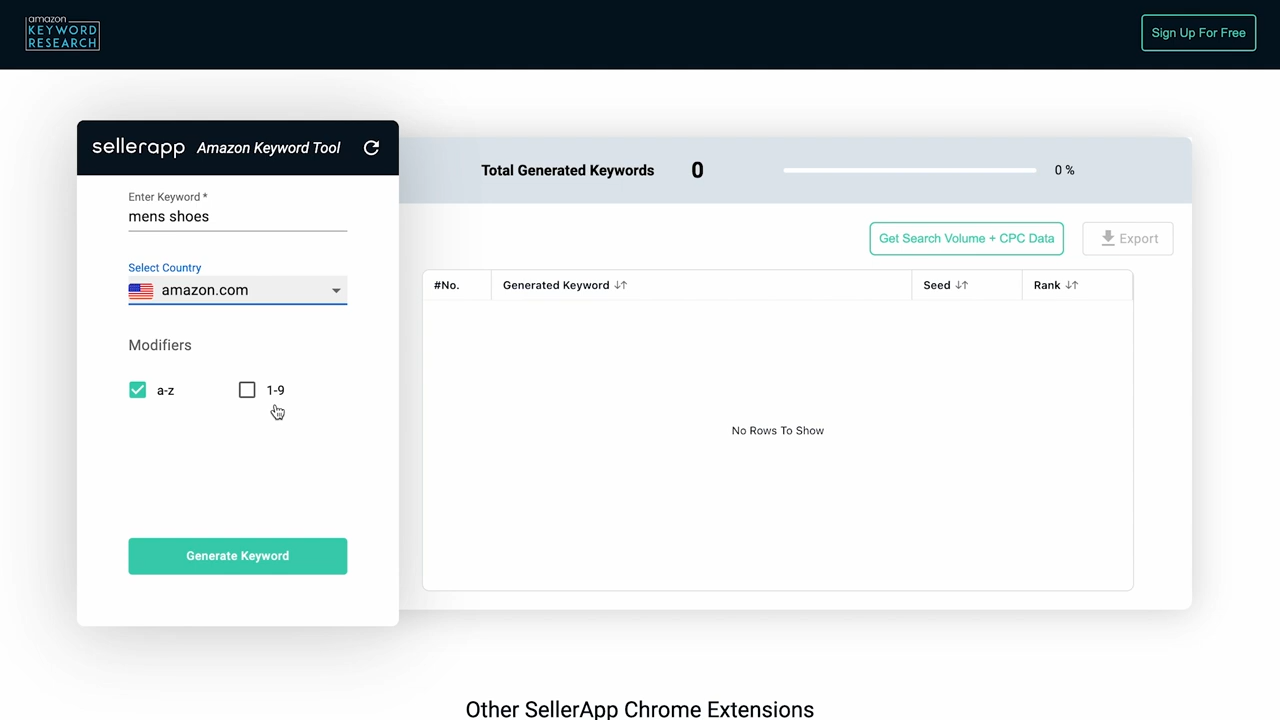 amazon
KEYWORD
RESEARCH
Sign Up For Free
sellerapp Amazon Keyword Tool
Enter Keyword *
mens shoes
Select Country
amazon.com
Modifiers
a-z
1-9
Generate Keyword
Total Generated Keywords 0 0 %
Get Search Volume + CPC Data
Export
#No. Generated Keyword Seed Rank
No Rows To Show
Other SellerApp Chrome Extensions